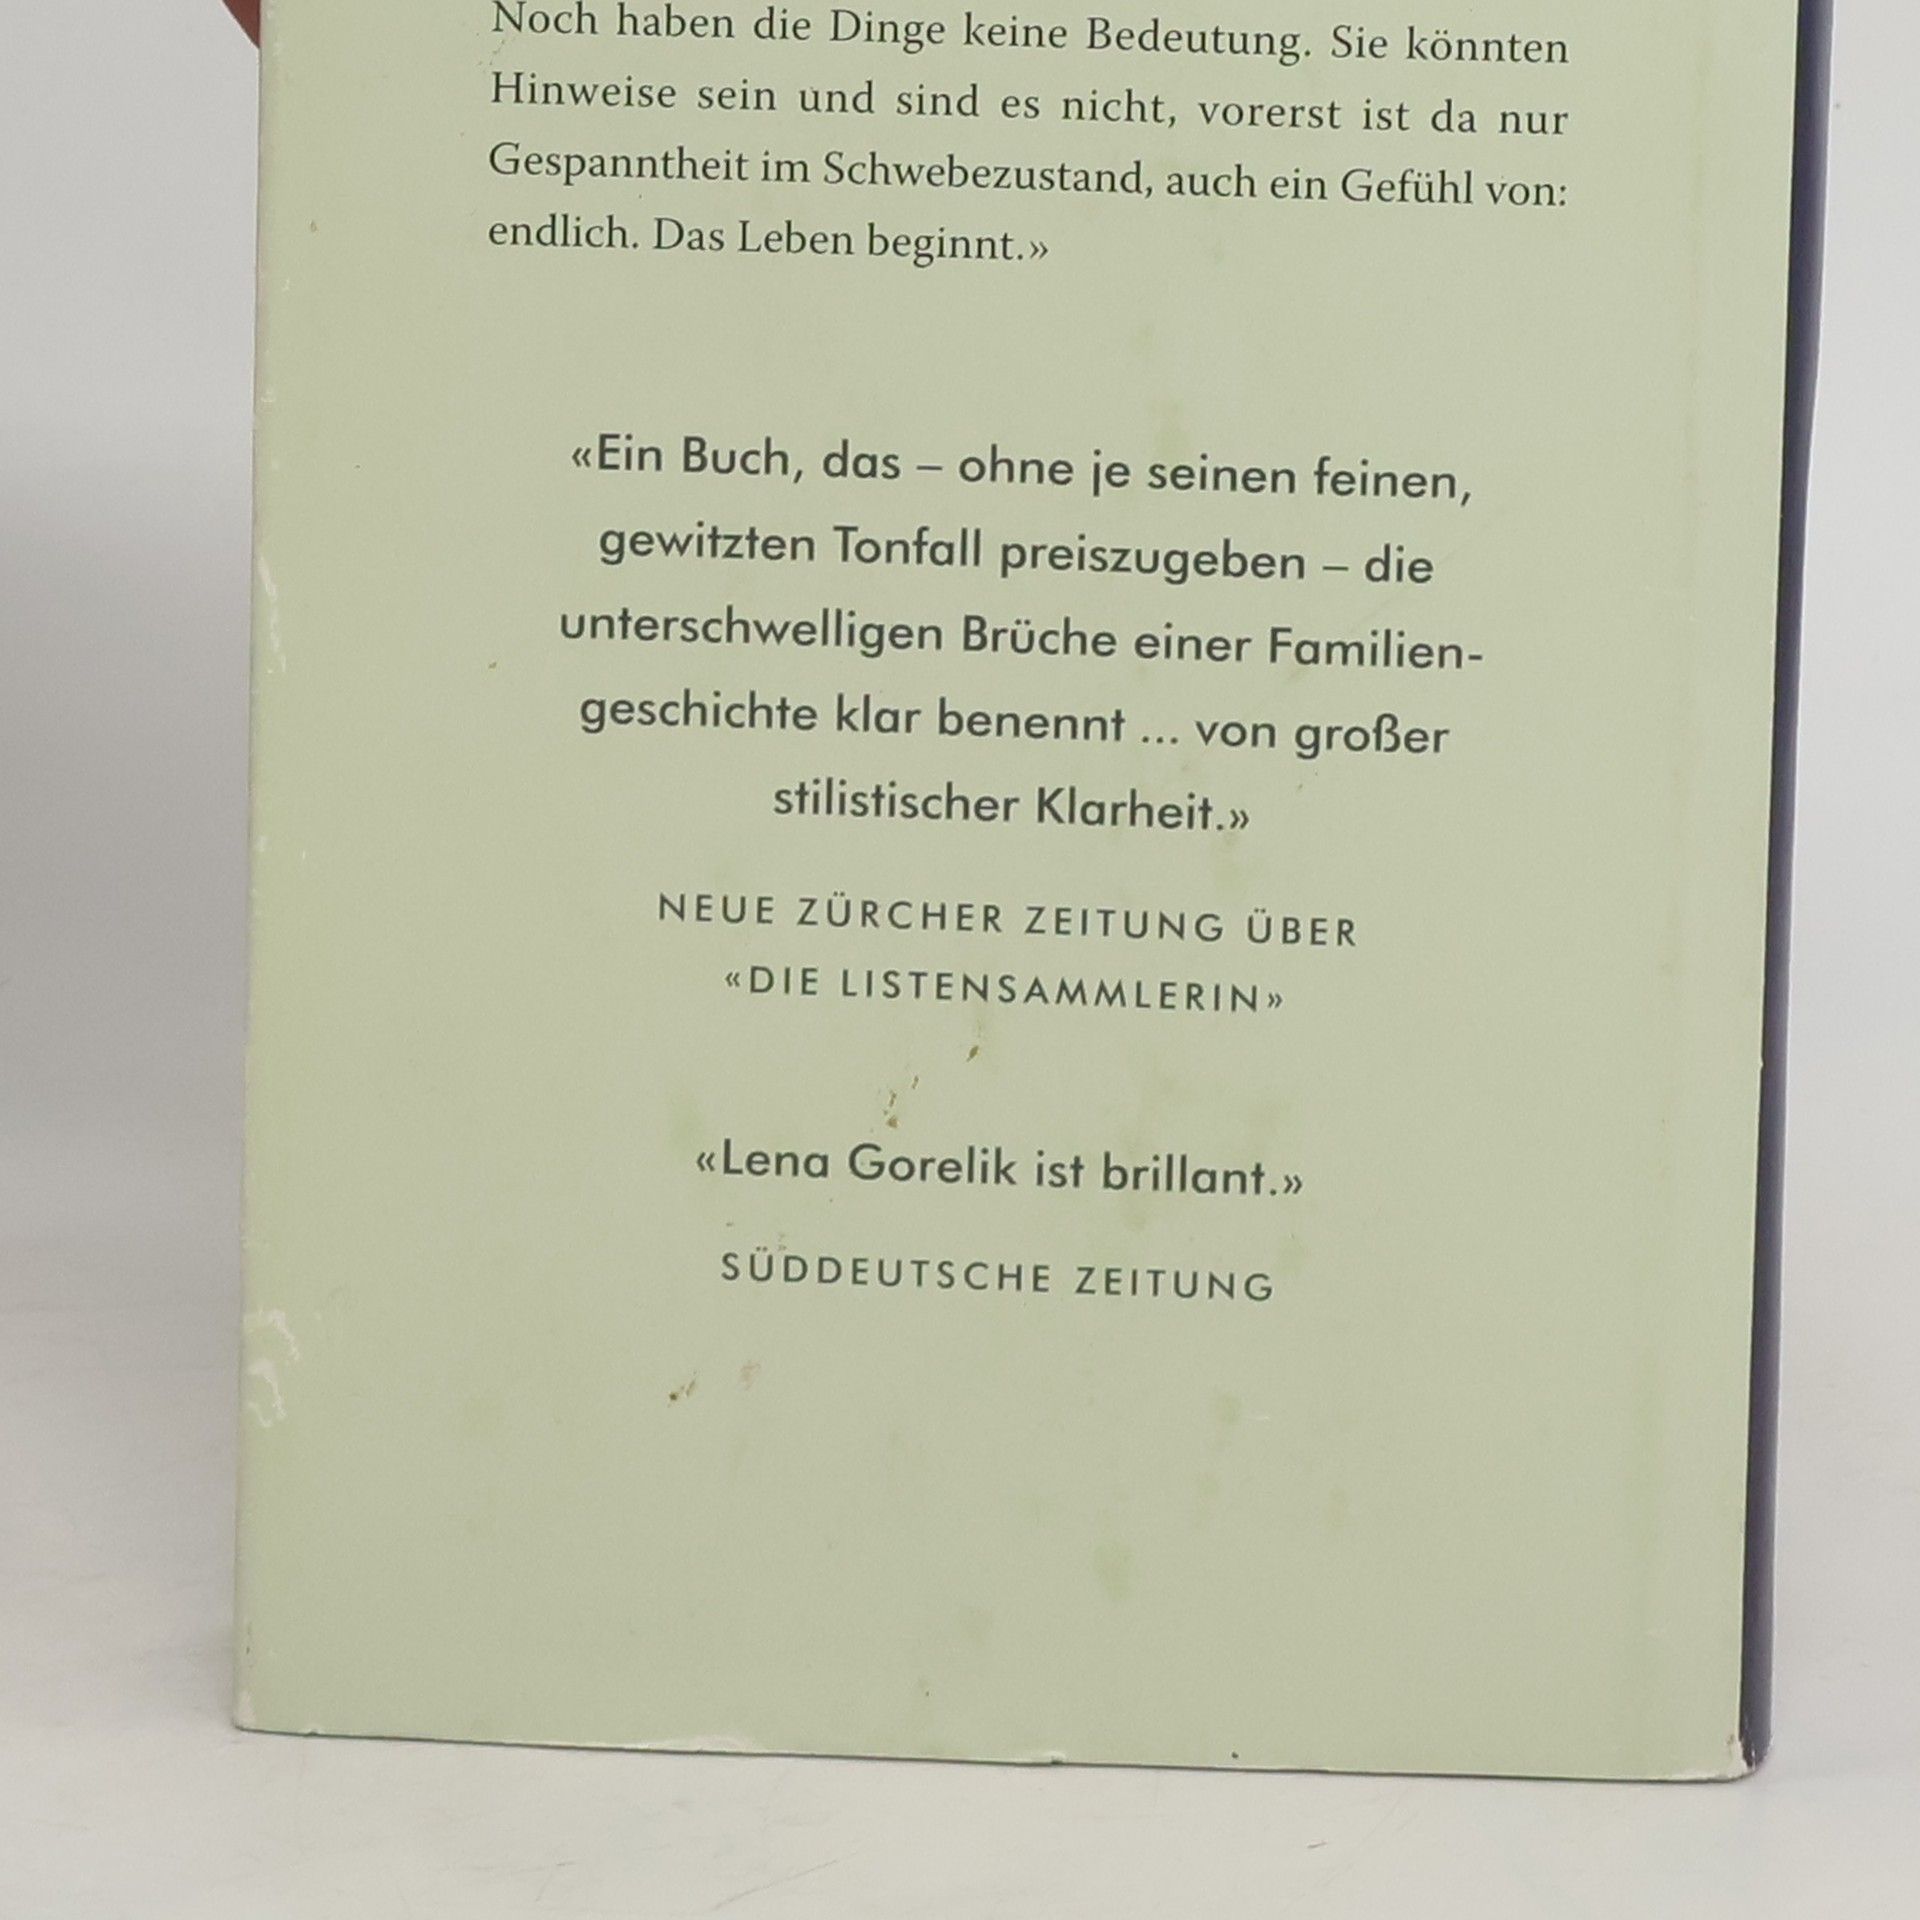 Noch haben die Dinge keine Bedeutung. Sie könnten
Hinweise sein und sind es nicht, vorerst ist da nur
Gespanntheit im Schwebezustand, auch ein Gefühl von:
endlich. Das Leben beginnt.»
«Ein Buch, das – ohne je seinen feinen,
gewitzten Tonfall preiszugeben – die
unterschwelligen Brüche einer Familien-
geschichte klar benennt ... von großer
stilistischer Klarheit.»
NEUE ZÜRCHER ZEITUNG ÜBER
«DIE LISTENSAMMLERIN»
«Lena Gorelik ist brillant.»
SÜDDEUTSCHE ZEITUNG